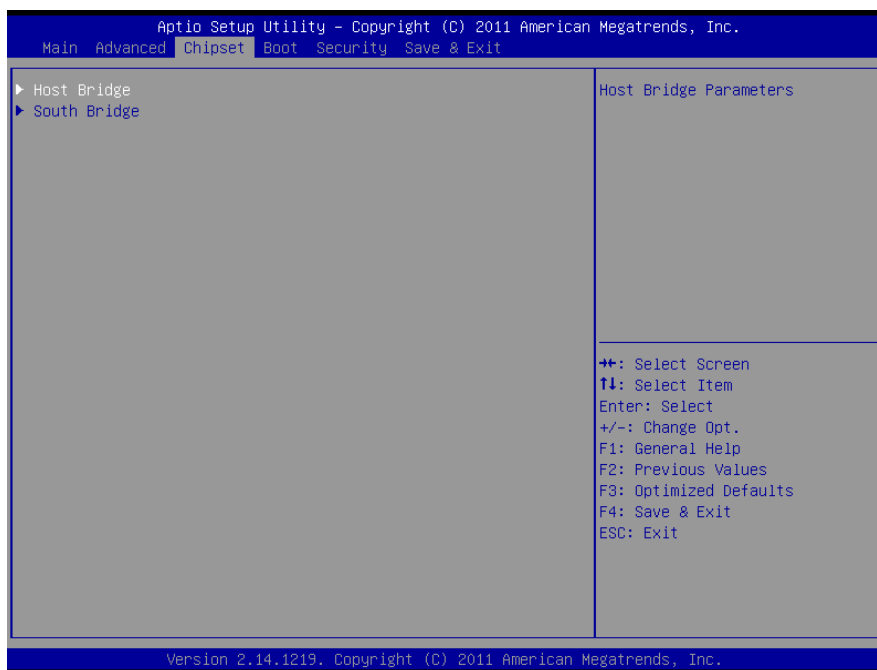 Aptio Setup Utility – Copyright (C) 2011 American Megatrends, Inc.
Main Advanced Chipset Boot Security Save & Exit
Host Bridge
South Bridge
Host Bridge Parameters
→←: Select Screen
↑↓: Select Item
Enter: Select
+/-: Change Opt.
F1: General Help
F2: Previous Values
F3: Optimized Defaults
F4: Save & Exit
ESC: Exit
Version 2.14.1219. Copyright (C) 2011 American Megatrends, Inc.